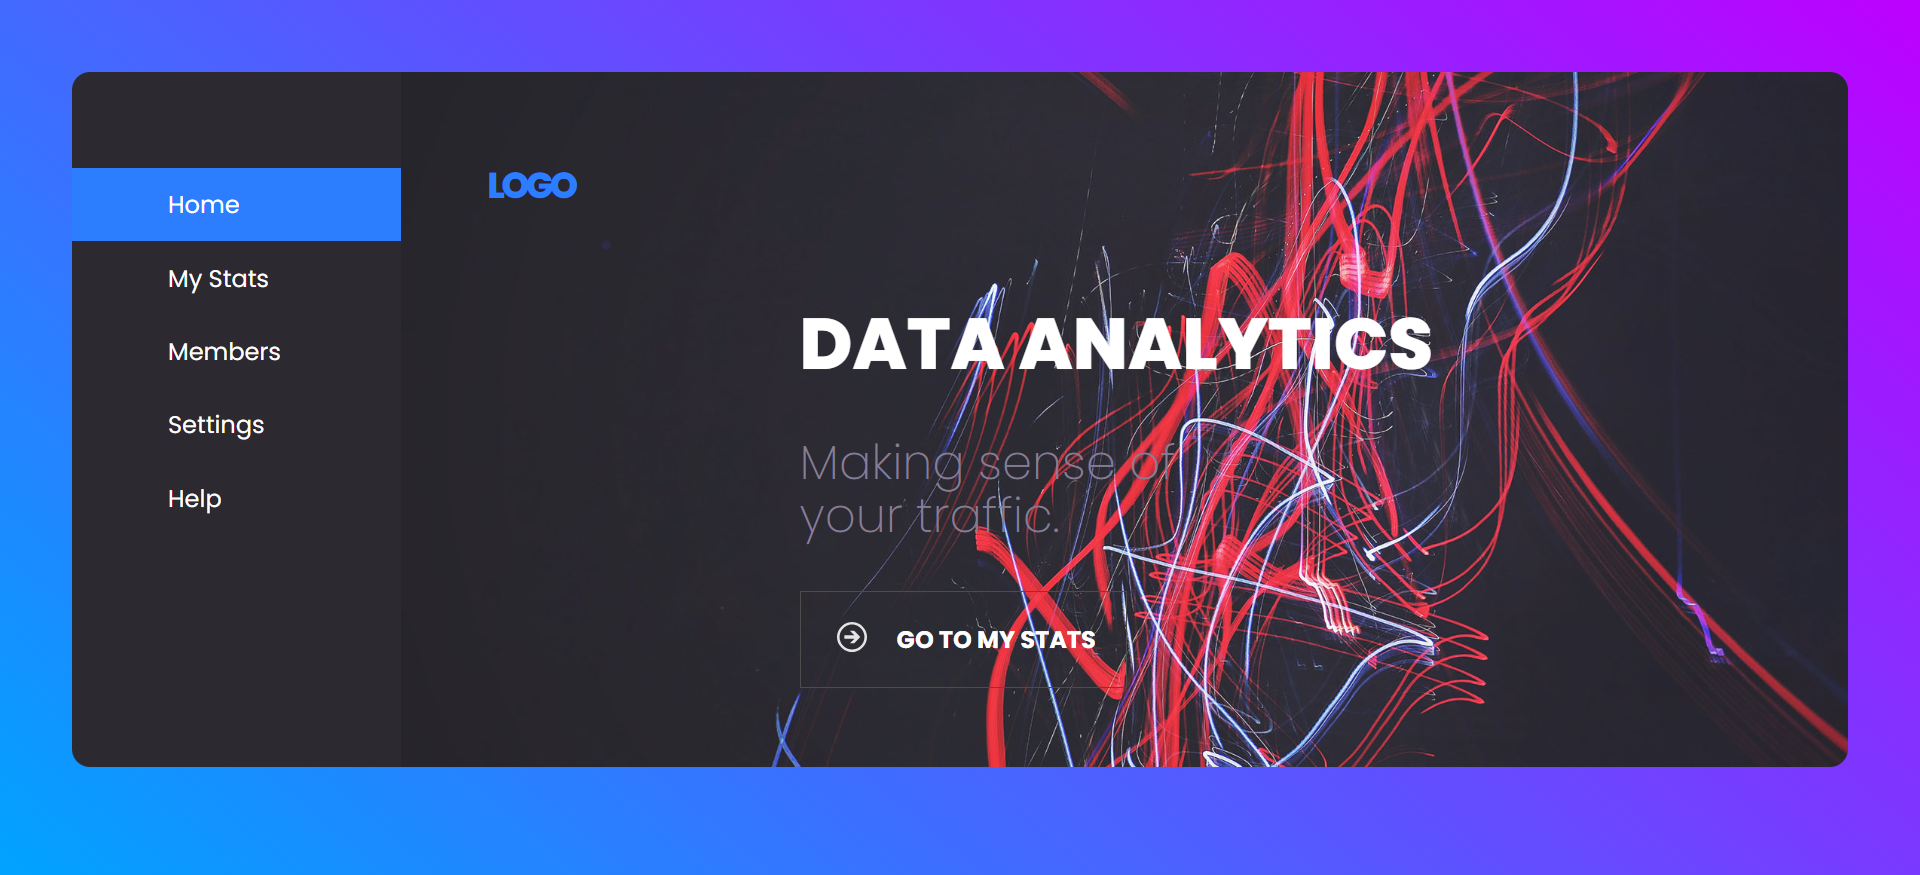 Home
My Stats
Members
Settings
Help
LOGO
DATA ANALYTICS
Making sense of
your traffic.
GO TO MY STATS